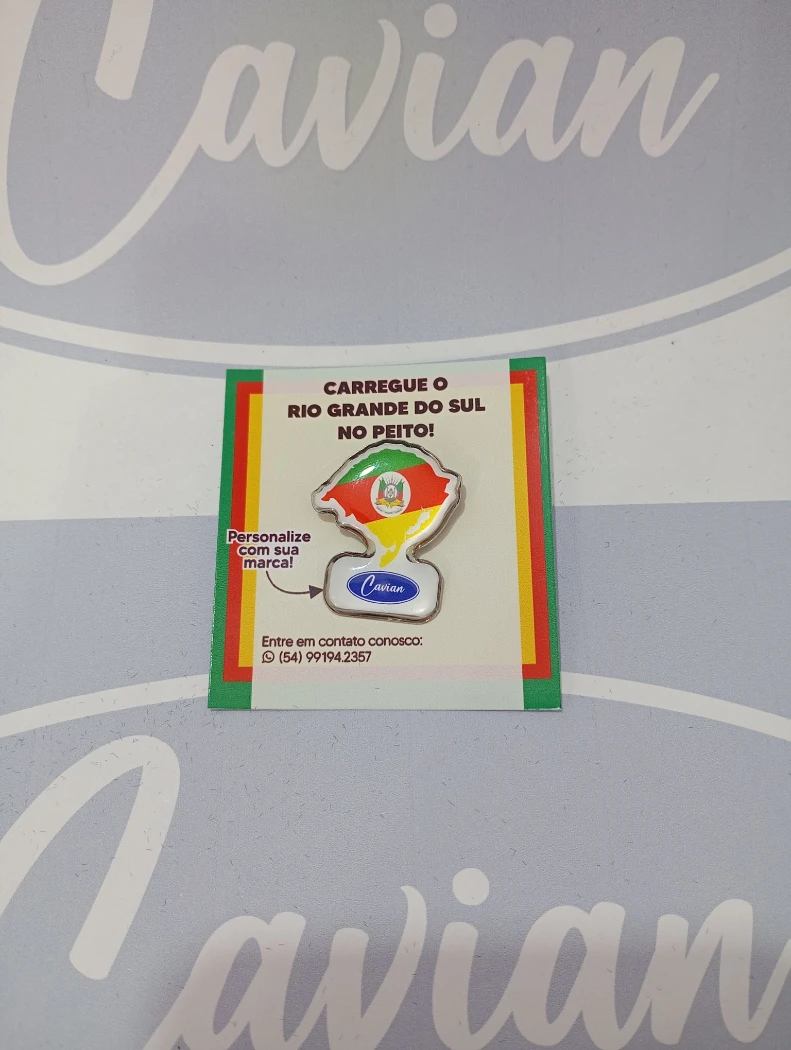 Cavian
CARREGUE O
RIO GRANDE DO SUL
NO PEITO!
Personalize
com sua
marca!
Cavian
Entre em contato conosco:
(54) 99194.2357
Cavian